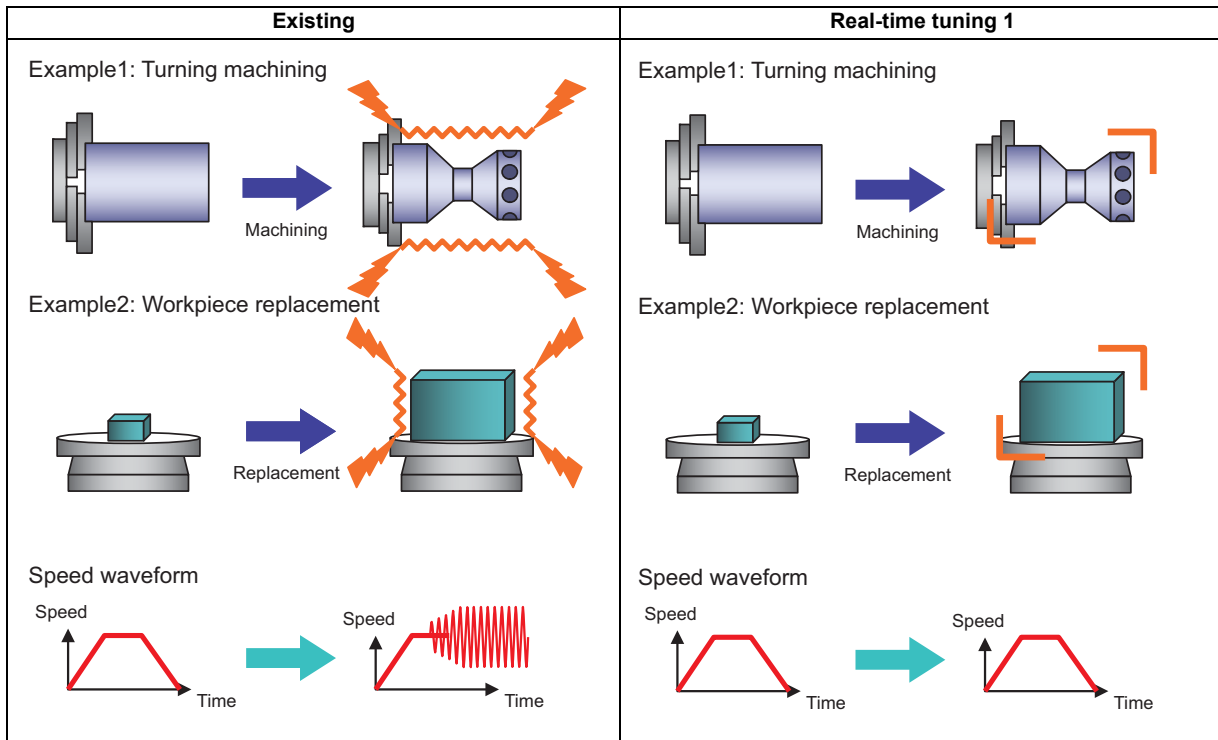 Existing
Example1: Turning machining
Machining
Example2: Workpiece replacement
Replacement
Speed waveform
Speed
Time
Speed
Time
Real-time tuning 1
Example1: Turning machining
Machining
Example2: Workpiece replacement
Replacement
Speed waveform
Speed
Time
Speed
Time